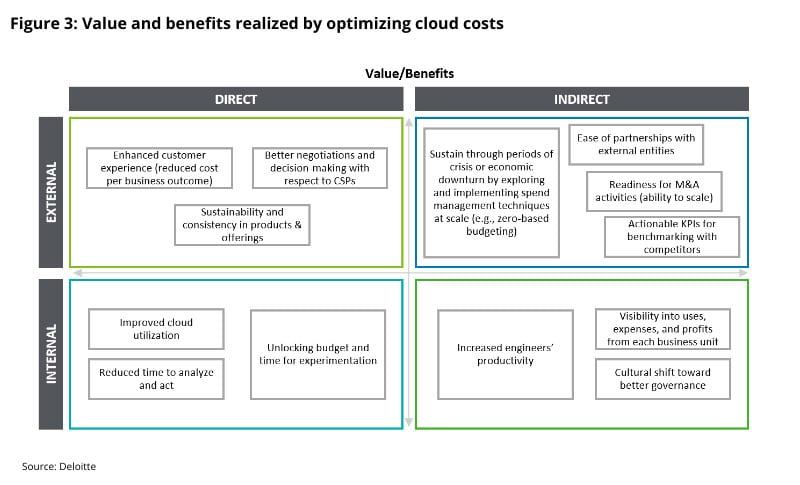 Figure 3: Value and benefits realized by optimizing cloud costs
Value/Benefits
DIRECT
INDIRECT
EXTERNAL
Enhanced customer
experience (reduced cost
per business outcome)
Better negotiations and
decision making with
respect to CSPs
Sustainability and
consistency in products &
offerings
Sustain through periods of
crisis or economic
downturn by exploring
and implementing spend
management techniques
at scale (e.g., zero-based
budgeting)
Ease of partnerships with
external entities
Readiness for M&A
activities (ability to scale)
Actionable KPIs for
benchmarking with
competitors
INTERNAL
Improved cloud
utilization
Reduced time to analyze
and act
Unlocking budget and
time for experimentation
Increased engineers’
productivity
Visibility into uses,
expenses, and profits
from each business unit
Cultural shift toward
better governance
Source: Deloitte